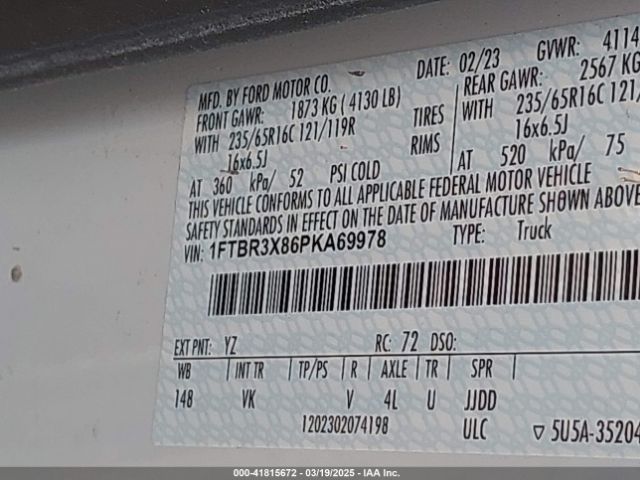 MFD. BY FORD MOTOR CO. DATE: 02/23 GVWR: 4114
FRONT GAWR: 1873 KG ( 4130 LB) REAR GAWR: 2567 KG
WITH 235/65R16C 121/119R TIRES WITH 235/65R16C 121/
16x6.5J RIMS 16x6.5J
AT 360 kPa/ 52 PSI COLD AT 520 kPa/ 75
THIS VEHICLE CONFORMS TO ALL APPLICABLE FEDERAL MOTOR VEHICLE
SAFETY STANDARDS IN EFFECT ON THE DATE OF MANUFACTURE SHOWN ABOVE
VIN: 1FTBR3X86PKA69978 TYPE: Truck
EXT PNT: YZ RC: 72 DSO:
WB INT TR TP/PS R AXLE TR SPR
148 VK V 4L U JJDD
1202302074198 ULC ▽ 5U5A-35204
000-41815672 / 03/19/2025 - IAA Inc.